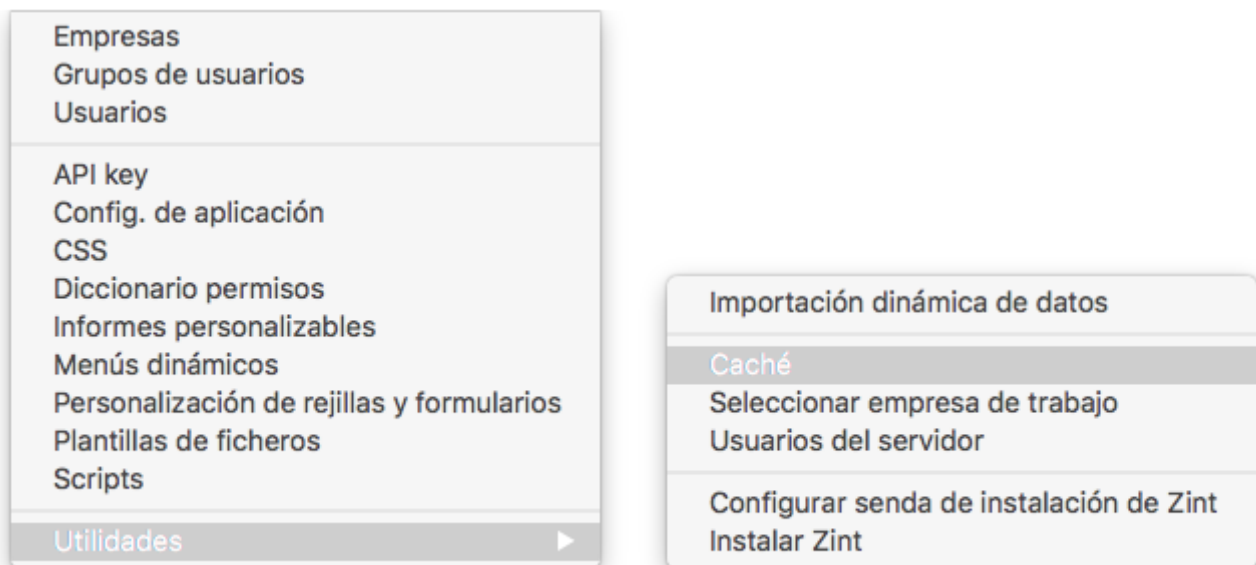 Empresas
Grupos de usuarios
Usuarios
API key
Config. de aplicación
CSS
Diccionario permisos
Informes personalizables
Menús dinámicos
Personalización de rejillas y formularios
Plantillas de ficheros
Scripts
Utilidades
Importación dinámica de datos
Caché
Seleccionar empresa de trabajo
Usuarios del servidor
Configurar senda de instalación de Zint
Instalar Zint